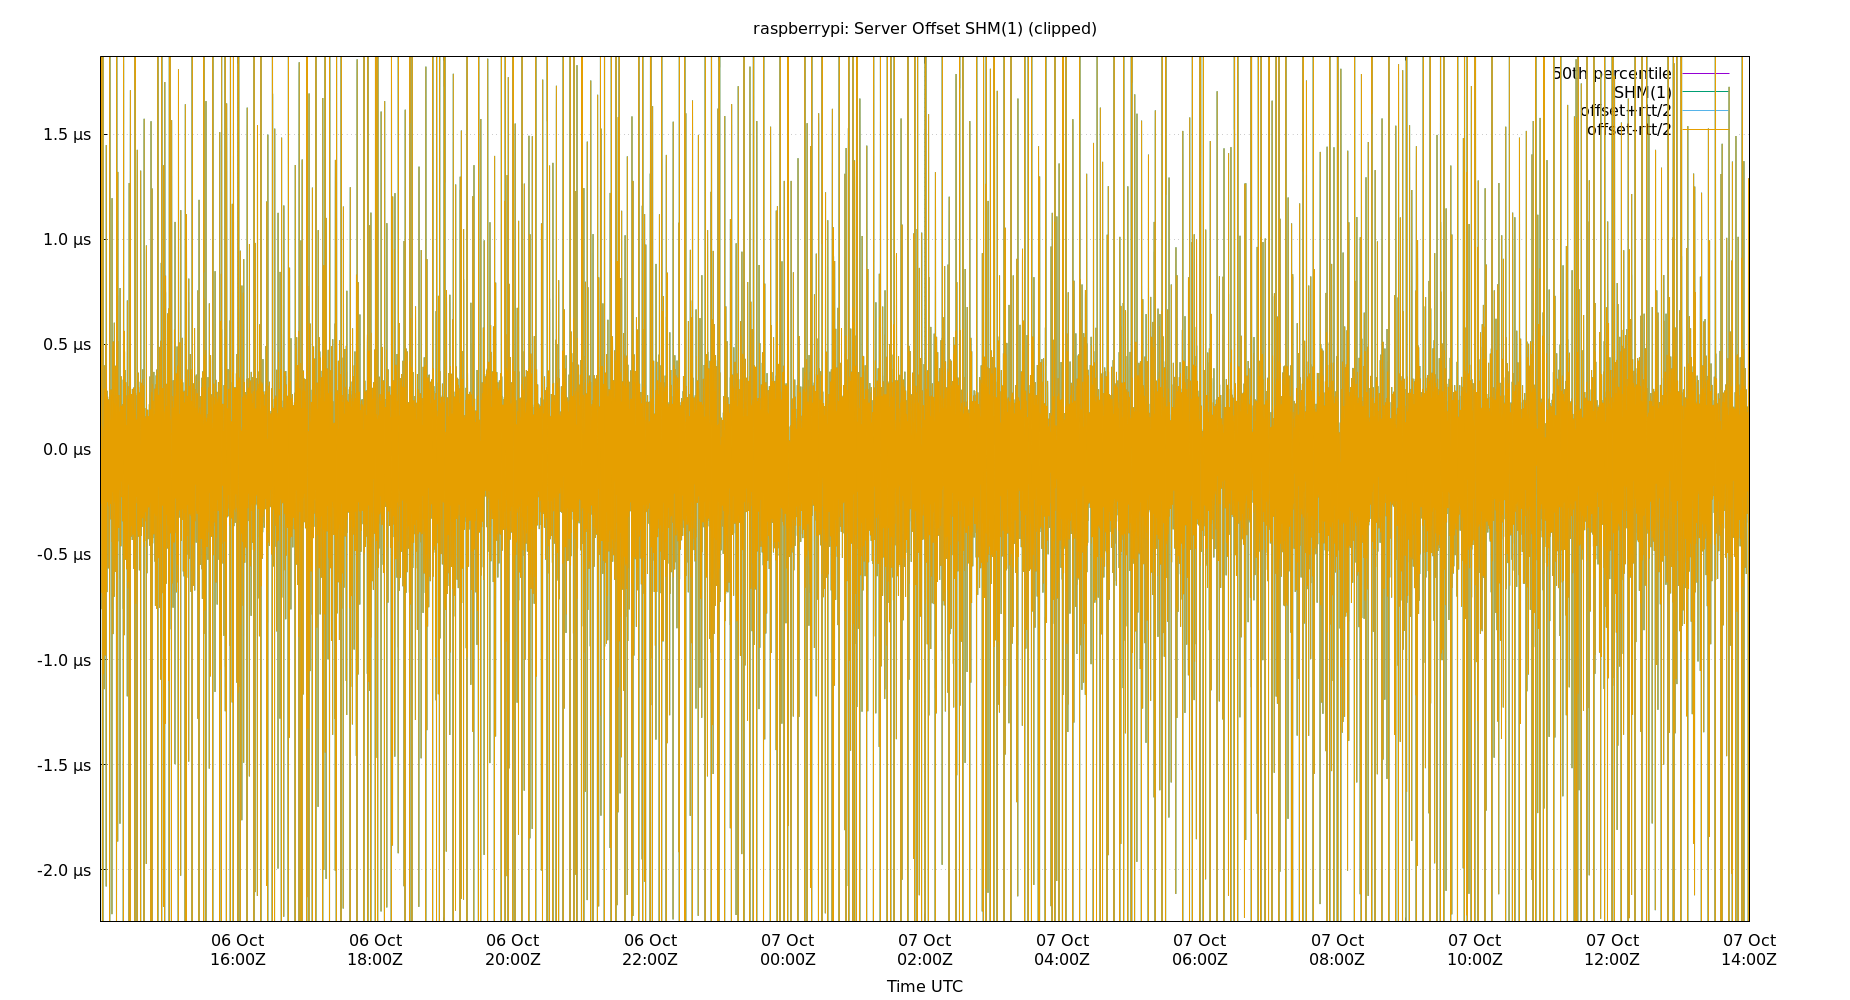 raspberrypi: Server Offset SHM(1) (clipped)
50th percentile
SHM(1)
offset+rtt/2
offset-rtt/2
1.5 µs
1.0 µs
0.5 µs
0.0 µs
-0.5 µs
-1.0 µs
-1.5 µs
-2.0 µs
06 Oct 06 Oct 06 Oct 06 Oct 07 Oct 07 Oct 07 Oct 07 Oct 07 Oct 07 Oct 07 Oct 07 Oct
16:00Z 18:00Z 20:00Z 22:00Z 00:00Z 02:00Z 04:00Z 06:00Z 08:00Z 10:00Z 12:00Z 14:00Z
Time UTC